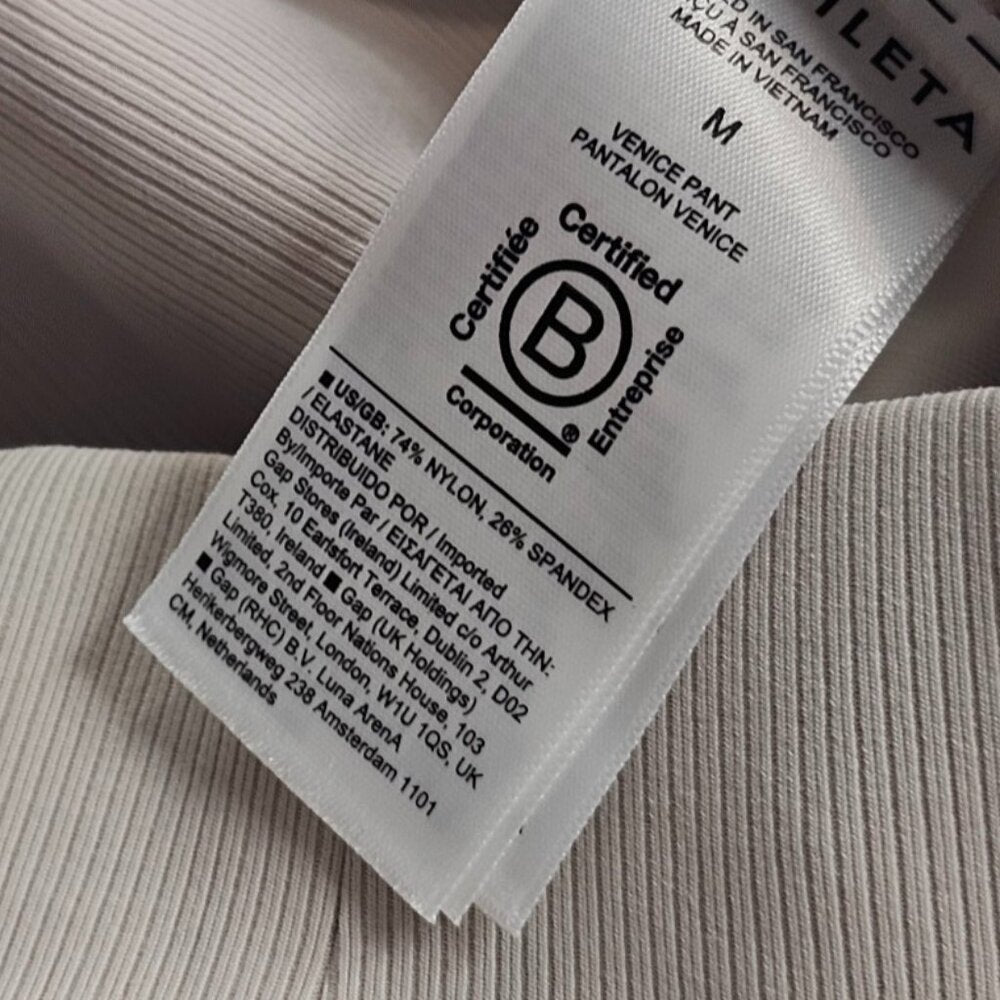 LETA
IN SAN FRANCISCO
ÇU À SAN FRANCISCO
MADE IN VIETNAM
M
VENICE PANT
PANTALON VENICE
Certifiée
Certified
B
Entreprise
Corporation®
■ US/GB: 74% NYLON, 26% SPANDEX
/ ELASTANE
DISTRIBUIDO POR / Imported
By/Importe Par / ΕΙΣΑΓΕΤΑΙ ΑΠΟ ΤΗΝ:
Gap Stores (Ireland) Limited c/o Arthur
Cox, 10 Earlsfort Terrace, Dublin 2, D02
T380, Ireland ■ Gap (UK Holdings)
Limited, 2nd Floor Nations House, 103
Wigmore Street, London, W1U 1QS, UK
■ Gap (RHC) B.V. Luna ArenA
Herikerbergweg 238 Amsterdam 1101
CM, Netherlands